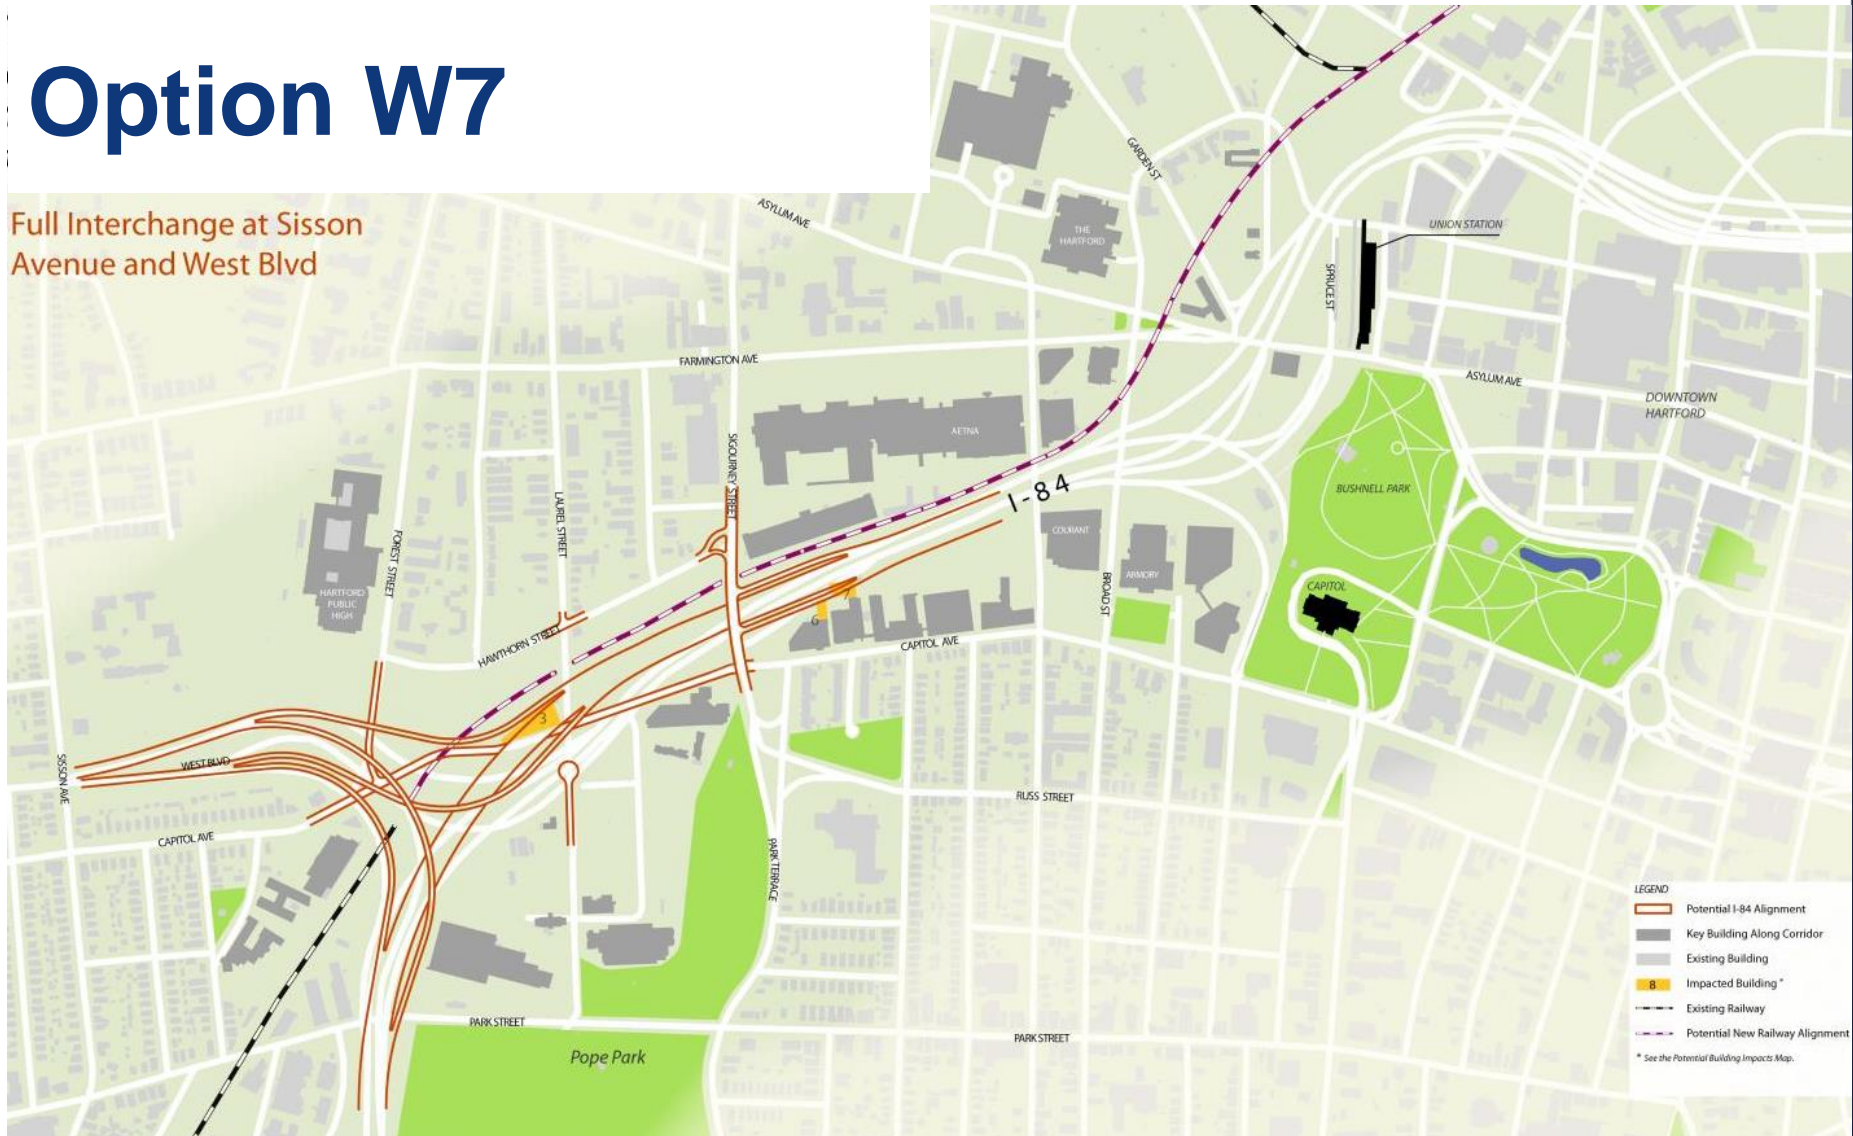 Option W7
Full Interchange at Sisson
Avenue and West Blvd
GARDEN ST
ASYLUM AVE
THE
HARTFORD
UNION STATION
SPRUCE ST
FARMINGTON AVE
ASYLUM AVE
DOWNTOWN
HARTFORD
AETNA
SIGOURNEY STREET
BUSHNELL PARK
I-84
LAUREL STREET
FOREST STREET
COURANT
ARMORY
BROAD ST
CAPITOL
HARTFORD
PUBLIC
HIGH
7
6
HAWTHORN STREET
CAPITOL AVE
3
WEST BLVD
SISSON AVE
RUSS STREET
CAPITOL AVE
PARK TERRACE
PARK STREET
PARK STREET
Pope Park
LEGEND
Potential I-84 Alignment
Key Building Along Corridor
Existing Building
8 Impacted Building *
Existing Railway
Potential New Railway Alignment
* See the Potential Building Impacts Map.